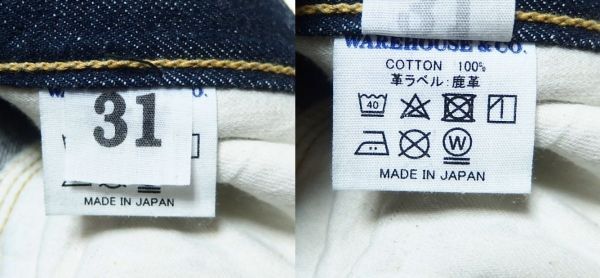 31
MADE IN JAPAN
WAREHOUSE & CO.
COTTON 100%
革ラベル：鹿革
40
W
MADE IN JAPAN